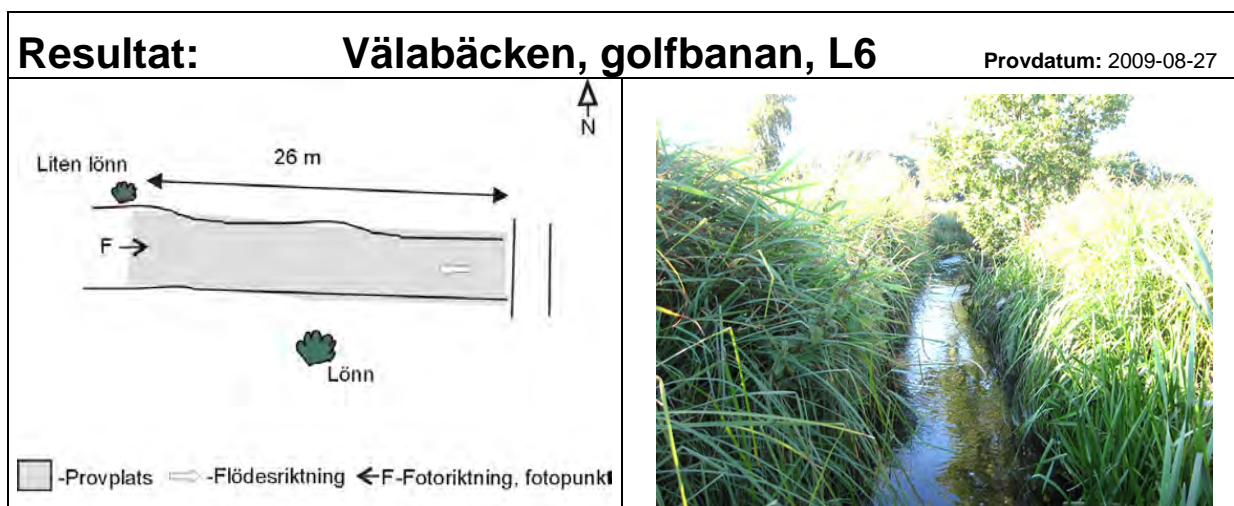 Resultat: Välabäcken, golfbanan, L6 Provdatum: 2009-08-27
N
26 m
Liten lönn
F
Lönn
-Provplats -Flödesriktning F-Fotoriktning, fotopunkt